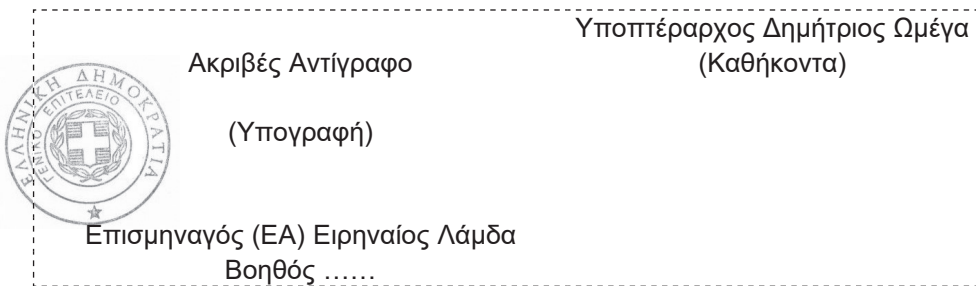 Υποπτέραρχος Δημήτριος Ωμέγα
Ακριβές Αντίγραφο
(Καθήκοντα)
ΕΛΛΗΝΙΚΗ ΔΗΜΟΚΡΑΤΙΑ
ΓΕΝΙΚΟ ΕΠΙΤΕΛΕΙΟ
(Υπογραφή)
Επισμηναγός (ΕΑ) Ειρηναίος Λάμδα
Βοηθός ……